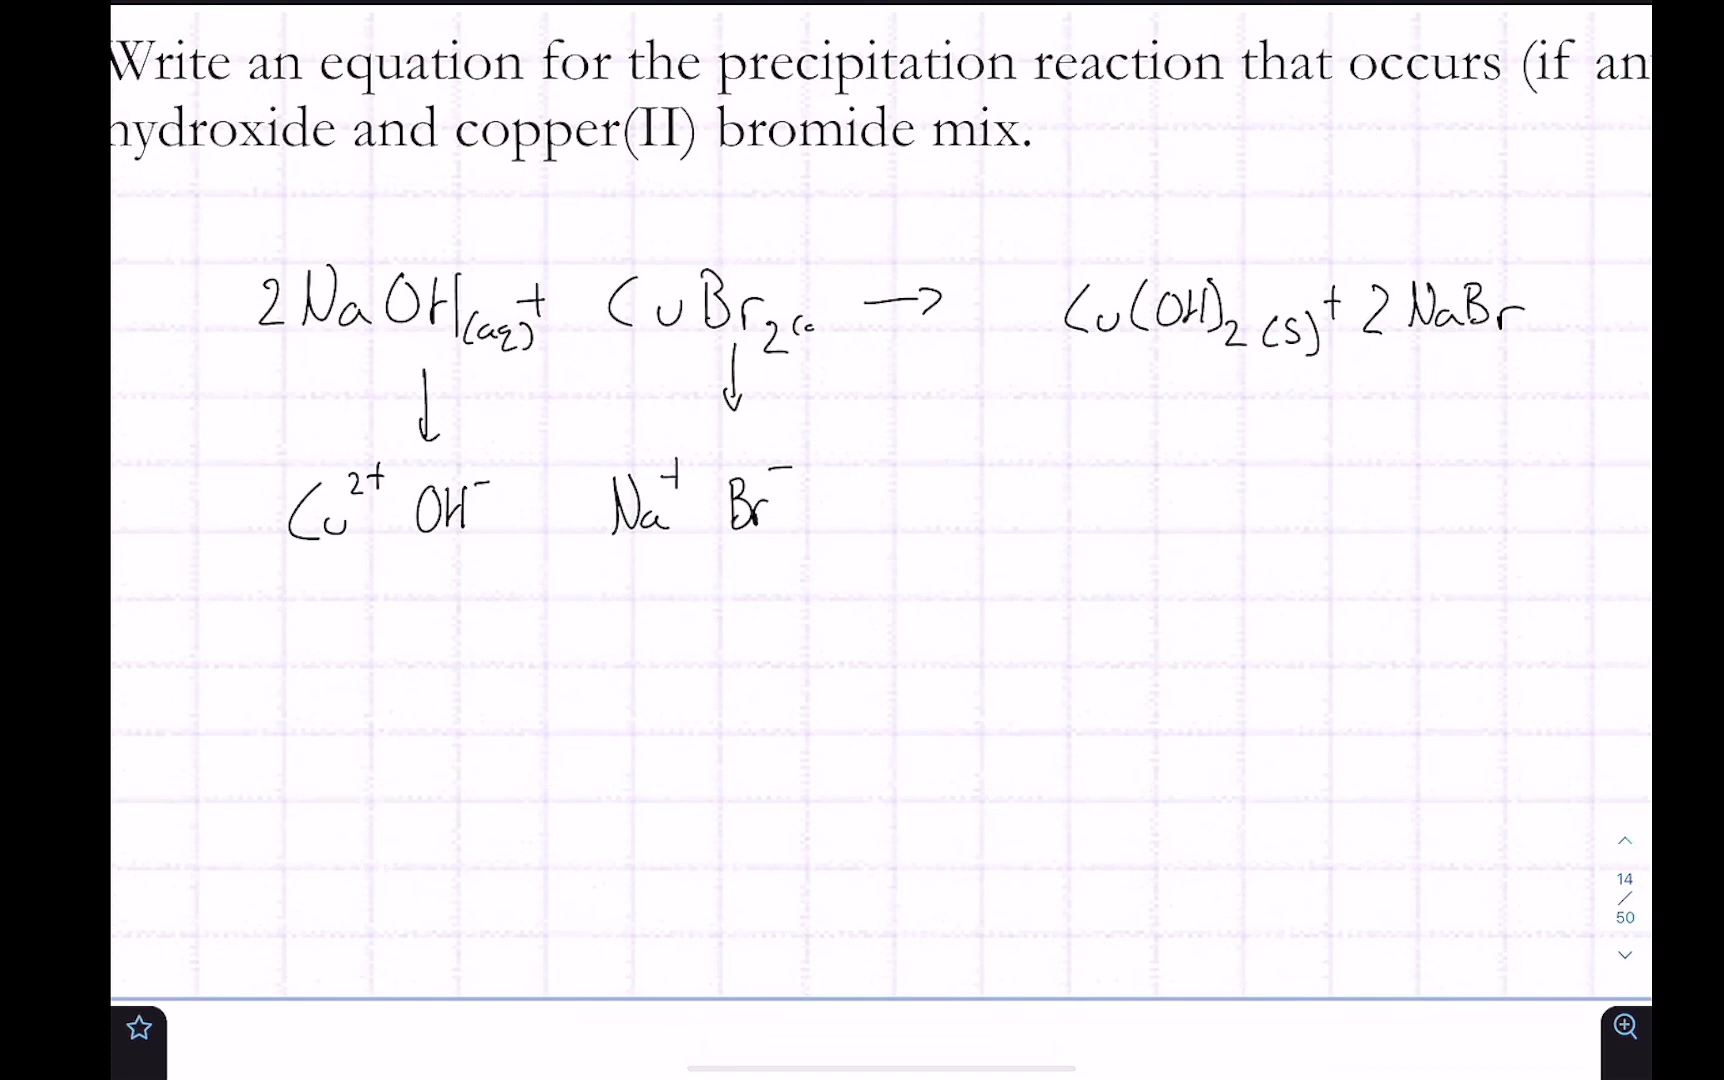 Write an equation for the precipitation reaction that occurs (if an
hydroxide and copper(II) bromide mix.
2 NaOH(aq) + CuBr₂(a → Cu(OH)₂(s) + 2 NaBr
↓ ↓
Cu²⁺ OH⁻ Na⁺ Br⁻
14
/
50